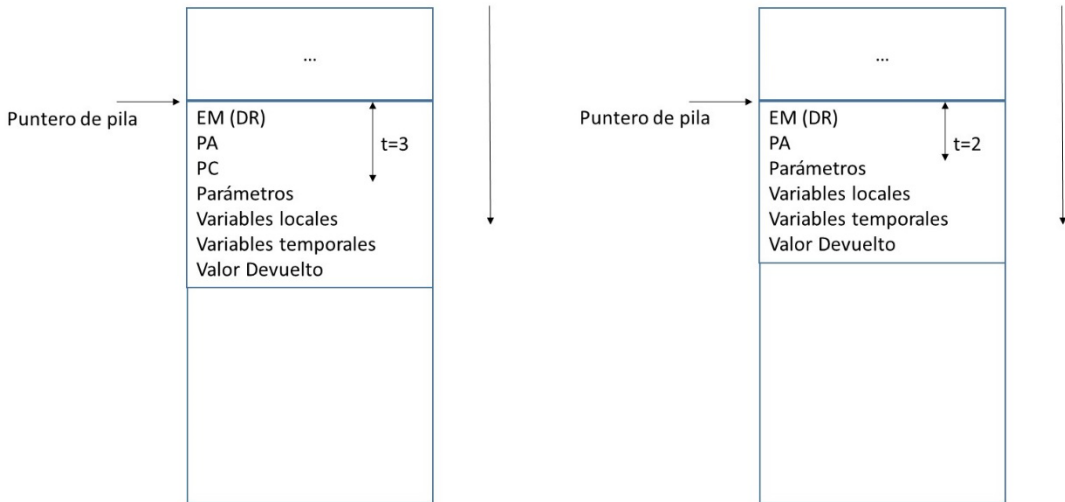 ...
Puntero de pila
EM (DR)
PA
PC
Parámetros
Variables locales
Variables temporales
Valor Devuelto
t=3
...
Puntero de pila
EM (DR)
PA
Parámetros
Variables locales
Variables temporales
Valor Devuelto
t=2